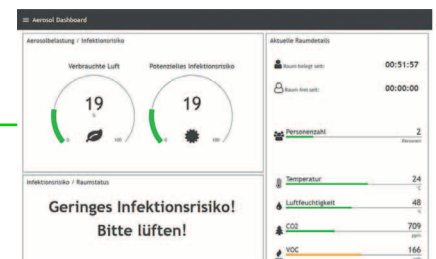 ≡ Aerosol Dashboard
Aerosolbelastung / Infektionsrisiko
Verbrauchte Luft
19
%
0
100
Potenzielles Infektionsrisiko
19
0
100
Infektionsrisiko / Raumstatus
Geringes Infektionsrisiko!
Bitte lüften!
Aktuelle Raumdetails
Raum belegt seit: 00:51:57
Raum frei seit: 00:00:00
Personenzahl 2
Personen
Temperatur 24
°C
Luftfeuchtigkeit 48
%
CO2 709
ppm
VOC 166